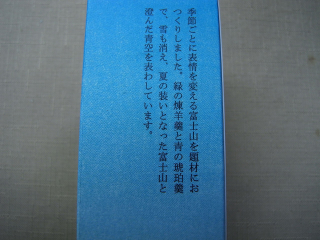 季節ごとに表情を変える富士山を題材にお
つくりしました。緑の煉羊羹と青の琥珀羹
で、雪も消え、夏の装いとなった富士山と
澄んだ青空を表わしています。